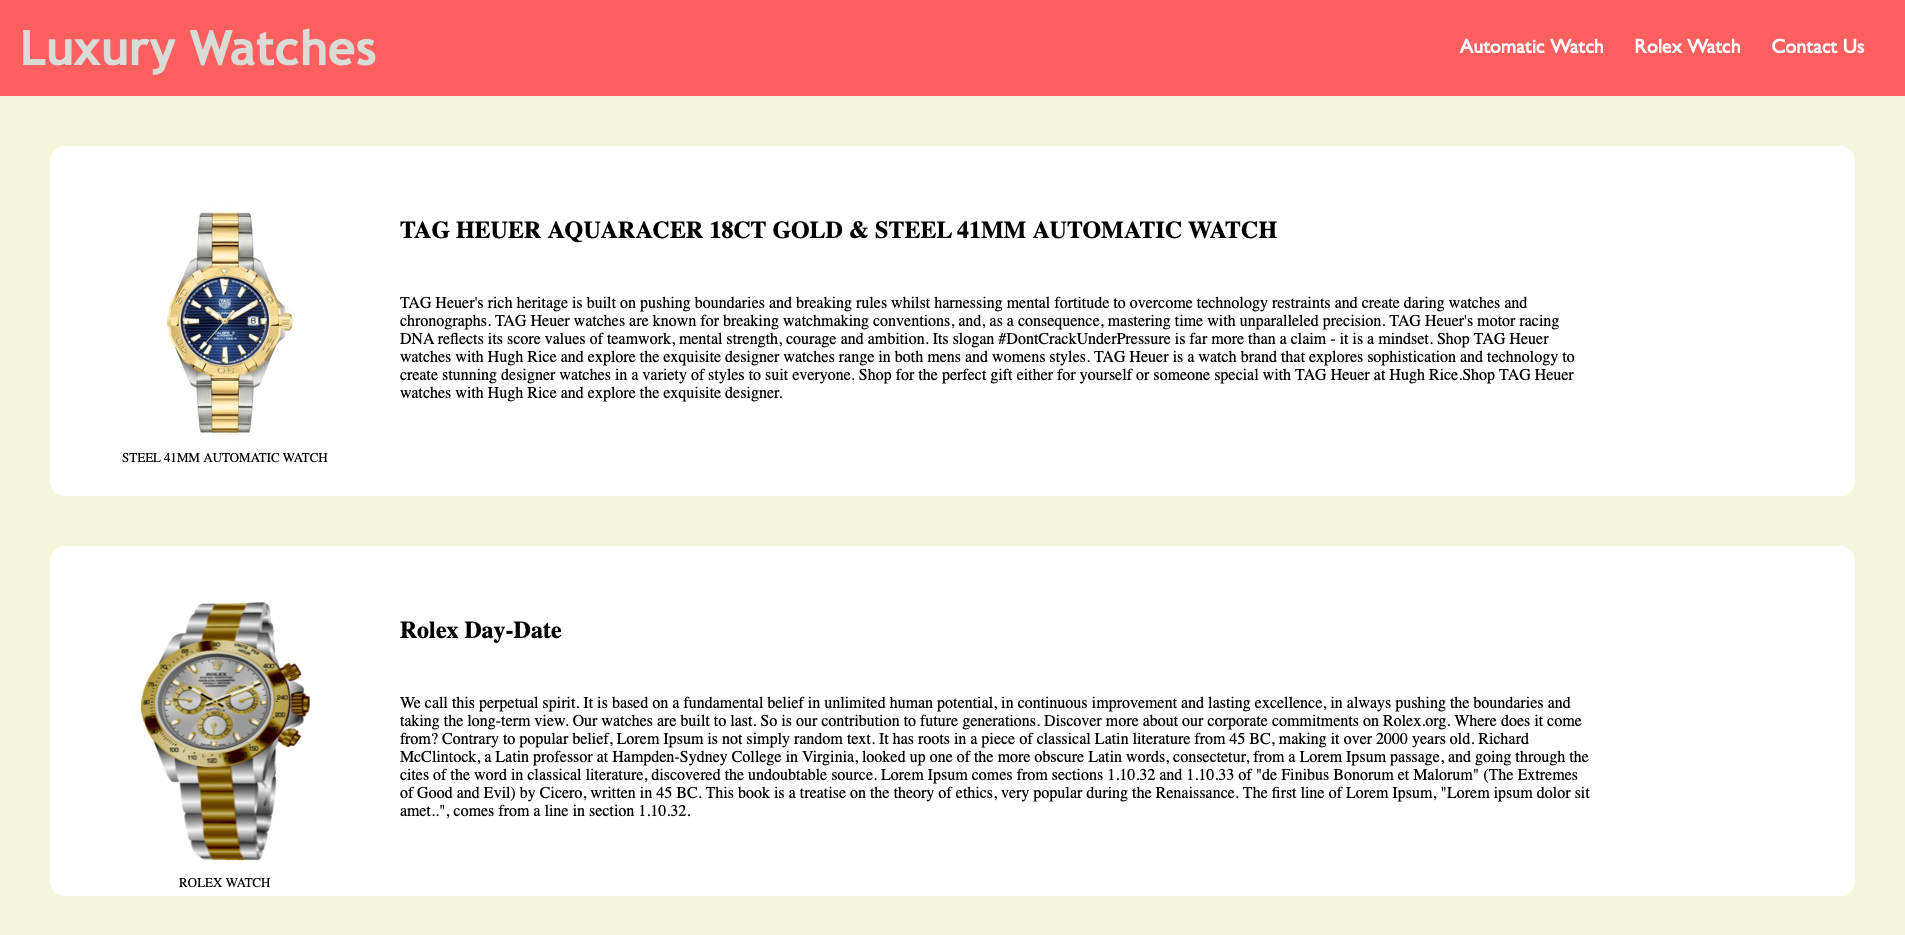 Luxury Watches
Automatic Watch Rolex Watch Contact Us
TAG HEUER AQUARACER 18CT GOLD & STEEL 41MM AUTOMATIC WATCH
TAG Heuer's rich heritage is built on pushing boundaries and breaking rules whilst harnessing mental fortitude to overcome technology restraints and create daring watches and
chronographs. TAG Heuer watches are known for breaking watchmaking conventions, and, as a consequence, mastering time with unparalleled precision. TAG Heuer's motor racing
DNA reflects its score values of teamwork, mental strength, courage and ambition. Its slogan #DontCrackUnderPressure is far more than a claim - it is a mindset. Shop TAG Heuer
watches with Hugh Rice and explore the exquisite designer watches range in both mens and womens styles. TAG Heuer is a watch brand that explores sophistication and technology to
create stunning designer watches in a variety of styles to suit everyone. Shop for the perfect gift either for yourself or someone special with TAG Heuer at Hugh Rice.Shop TAG Heuer
watches with Hugh Rice and explore the exquisite designer.
STEEL 41MM AUTOMATIC WATCH
Rolex Day-Date
We call this perpetual spirit. It is based on a fundamental belief in unlimited human potential, in continuous improvement and lasting excellence, in always pushing the boundaries and
taking the long-term view. Our watches are built to last. So is our contribution to future generations. Discover more about our corporate commitments on Rolex.org. Where does it come
from? Contrary to popular belief, Lorem Ipsum is not simply random text. It has roots in a piece of classical Latin literature from 45 BC, making it over 2000 years old. Richard
McClintock, a Latin professor at Hampden-Sydney College in Virginia, looked up one of the more obscure Latin words, consectetur, from a Lorem Ipsum passage, and going through the
cites of the word in classical literature, discovered the undoubtable source. Lorem Ipsum comes from sections 1.10.32 and 1.10.33 of "de Finibus Bonorum et Malorum" (The Extremes
of Good and Evil) by Cicero, written in 45 BC. This book is a treatise on the theory of ethics, very popular during the Renaissance. The first line of Lorem Ipsum, "Lorem ipsum dolor sit
amet..", comes from a line in section 1.10.32.
ROLEX
ROLEX WATCH